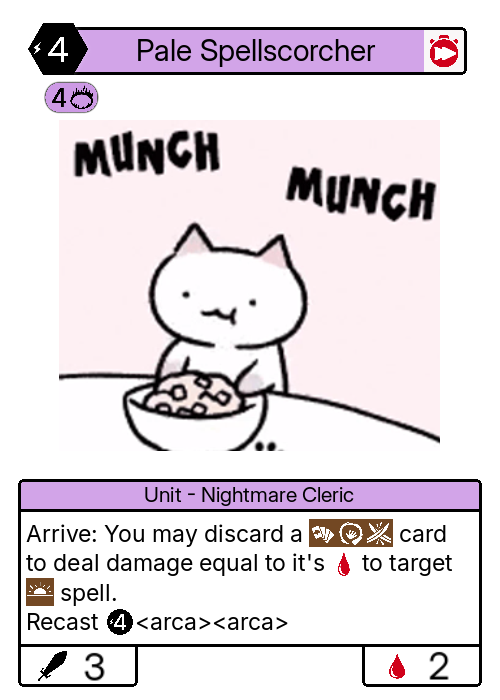 4 Pale Spellscorcher
4
MUNCH
MUNCH
Unit - Nightmare Cleric
Arrive: You may discard a card
to deal damage equal to it's to target
spell.
Recast 4<arca><arca>
3 2